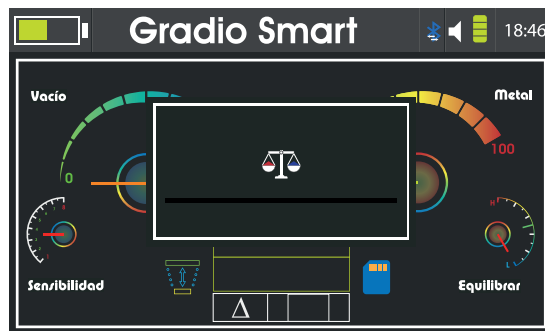 Gradio Smart
18:46
Vacío
Metal
0
100
Sensibilidad
Equilibrar
Δ